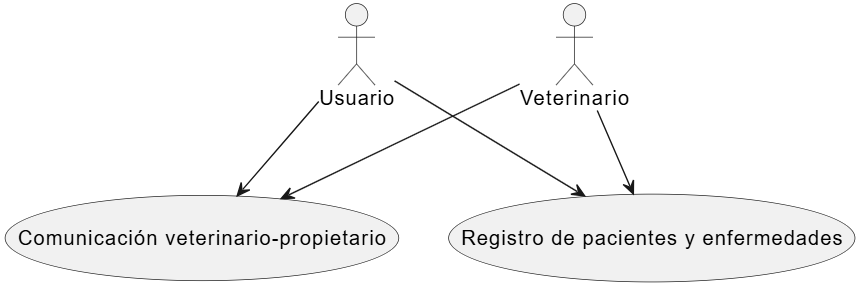 Usuario
Veterinario
Comunicación veterinario-propietario
Registro de pacientes y enfermedades